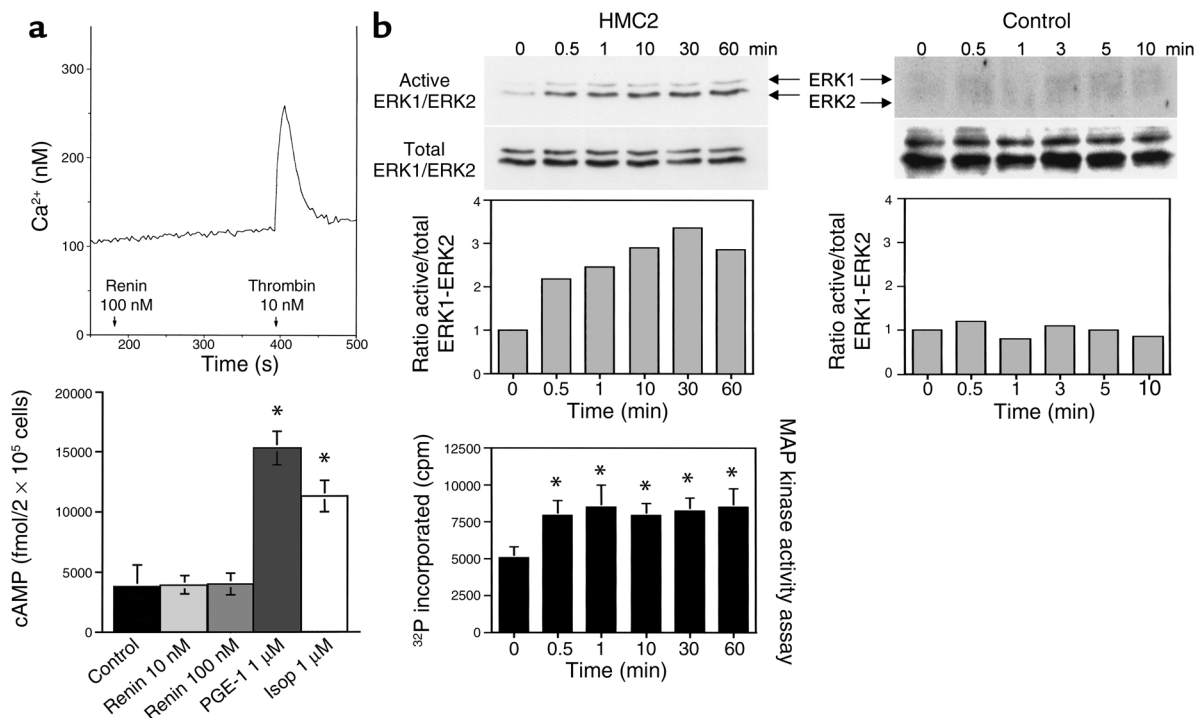 a
Ca²⁺ (nM)
300
200
100
0
Renin
100 nM
Thrombin
10 nM
200
300
400
500
Time (s)
cAMP (fmol/2 × 10⁵ cells)
20000
15000
10000
5000
0
*
*
Control
Renin 10 nM
Renin 100 nM
PGE-1 1 μM
Isop 1 μM
b
HMC2
0 0.5 1 10 30 60 min
Active
ERK1/ERK2
Total
ERK1/ERK2
ERK1
ERK2
Control
0 0.5 1 3 5 10 min
Ratio active/total
ERK1-ERK2
4
3
2
1
0
0 0.5 1 10 30 60
Time (min)
Ratio active/total
ERK1-ERK2
4
3
2
1
0
0 0.5 1 3 5 10
Time (min)
³²P incorporated (cpm)
12500
10000
7500
5000
2500
0
* * * * *
0 0.5 1 10 30 60
Time (min)
MAP kinase activity assay